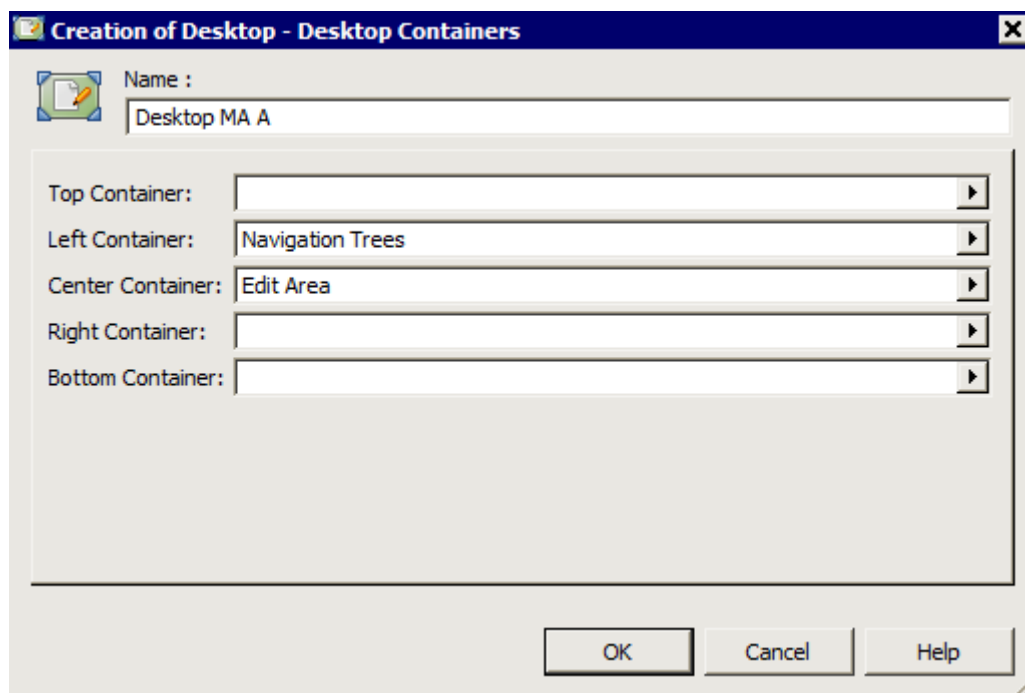 Creation of Desktop - Desktop Containers
Name :
Desktop MA A
Top Container:
Left Container: Navigation Trees
Center Container: Edit Area
Right Container:
Bottom Container:
OK Cancel Help